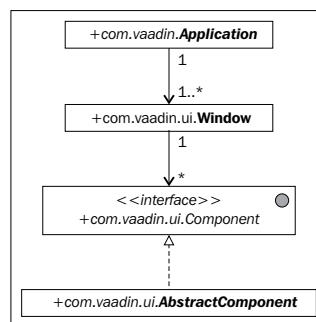 +com.vaadin.Application
1
1..*
+com.vaadin.ui.Window
1
*
<<interface>>
+com.vaadin.ui.Component
+com.vaadin.ui.AbstractComponent